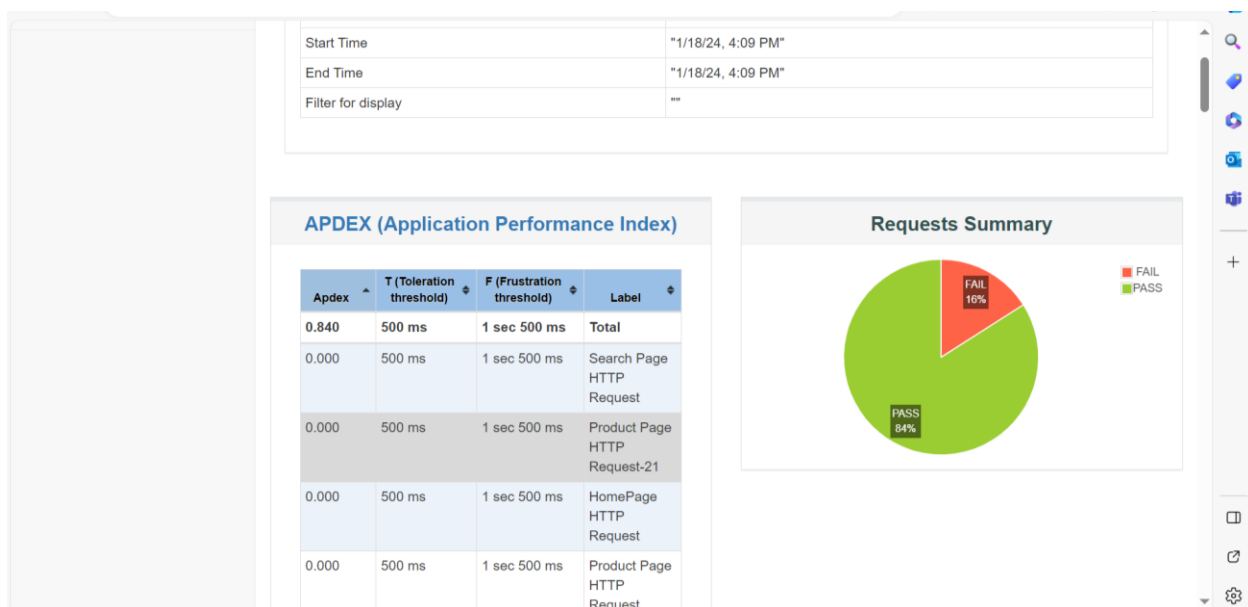 Start Time "1/18/24, 4:09 PM"
End Time "1/18/24, 4:09 PM"
Filter for display ""
APDEX (Application Performance Index)
Apdex T (Toleration threshold) F (Frustration threshold) Label
0.840 500 ms 1 sec 500 ms Total
0.000 500 ms 1 sec 500 ms Search Page
HTTP
Request
0.000 500 ms 1 sec 500 ms Product Page
HTTP
Request-21
0.000 500 ms 1 sec 500 ms HomePage
HTTP
Request
0.000 500 ms 1 sec 500 ms Product Page
HTTP
Request
Requests Summary
FAIL
16%
PASS
84%
FAIL
PASS